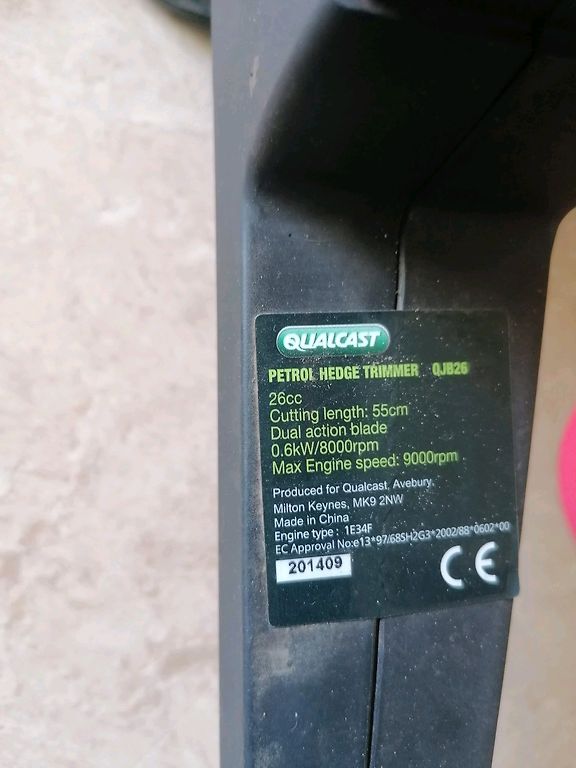 QUALCAST
PETROL HEDGE TRIMMER QJB26
26cc
Cutting length: 55cm
Dual action blade
0.6kW/8000rpm
Max Engine speed: 9000rpm
Produced for Qualcast, Avebury,
Milton Keynes, MK9 2NW
Made in China
Engine type : 1E34F
EC Approval No:e13*97/68SH2G3*2002/88*0602*00
201409
CE